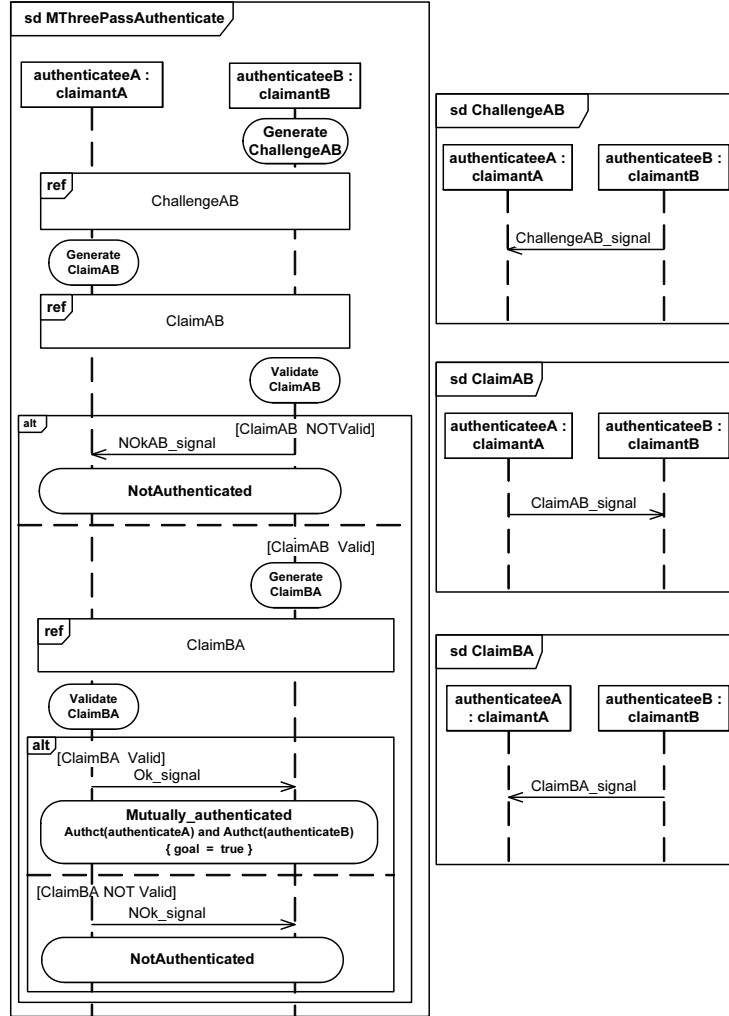 sd MThreePassAuthenticate
authenticateeA :
claimantA
authenticateeB :
claimantB
Generate
ChallengeAB
ref
ChallengeAB
Generate
ClaimAB
ref
ClaimAB
Validate
ClaimAB
alt
[ClaimAB NOTValid]
NOkAB_signal
NotAuthenticated
[ClaimAB Valid]
Generate
ClaimBA
ref
ClaimBA
Validate
ClaimBA
alt
[ClaimBA Valid]
Ok_signal
Mutually_authenticated
Authct(authenticateA) and Authct(authenticateB)
{ goal = true }
[ClaimBA NOT Valid]
NOk_signal
NotAuthenticated
sd ChallengeAB
authenticateeA :
claimantA
authenticateeB :
claimantB
ChallengeAB_signal
sd ClaimAB
authenticateeA :
claimantA
authenticateeB :
claimantB
ClaimAB_signal
sd ClaimBA
authenticateeA
: claimantA
authenticateeB :
claimantB
ClaimBA_signal